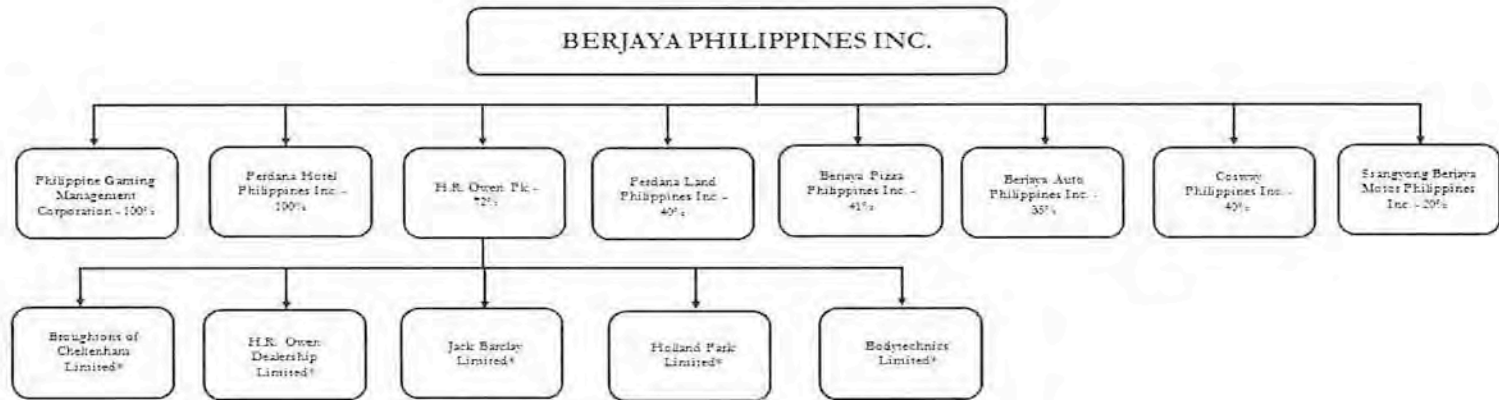 BERJAYA PHILIPPINES INC.
Philippine Gaming
Management
Corporation - 100%
Perdana Hotel
Philippines Inc. -
100%
H.R. Owen Plc -
72%
Perdana Land
Philippines Inc. -
40%
Berjaya Pizza
Philippines Inc. -
41%
Berjaya Auto
Philippines Inc. -
35%
Cosway
Philippines Inc. -
40%
Ssangyong Berjaya
Motor Philippines
Inc. - 20%
Broughtons of
Cheltenham
Limited*
H.R. Owen
Dealership
Limited*
Jack Barclay
Limited*
Holland Park
Limited*
Bodytechnics
Limited*